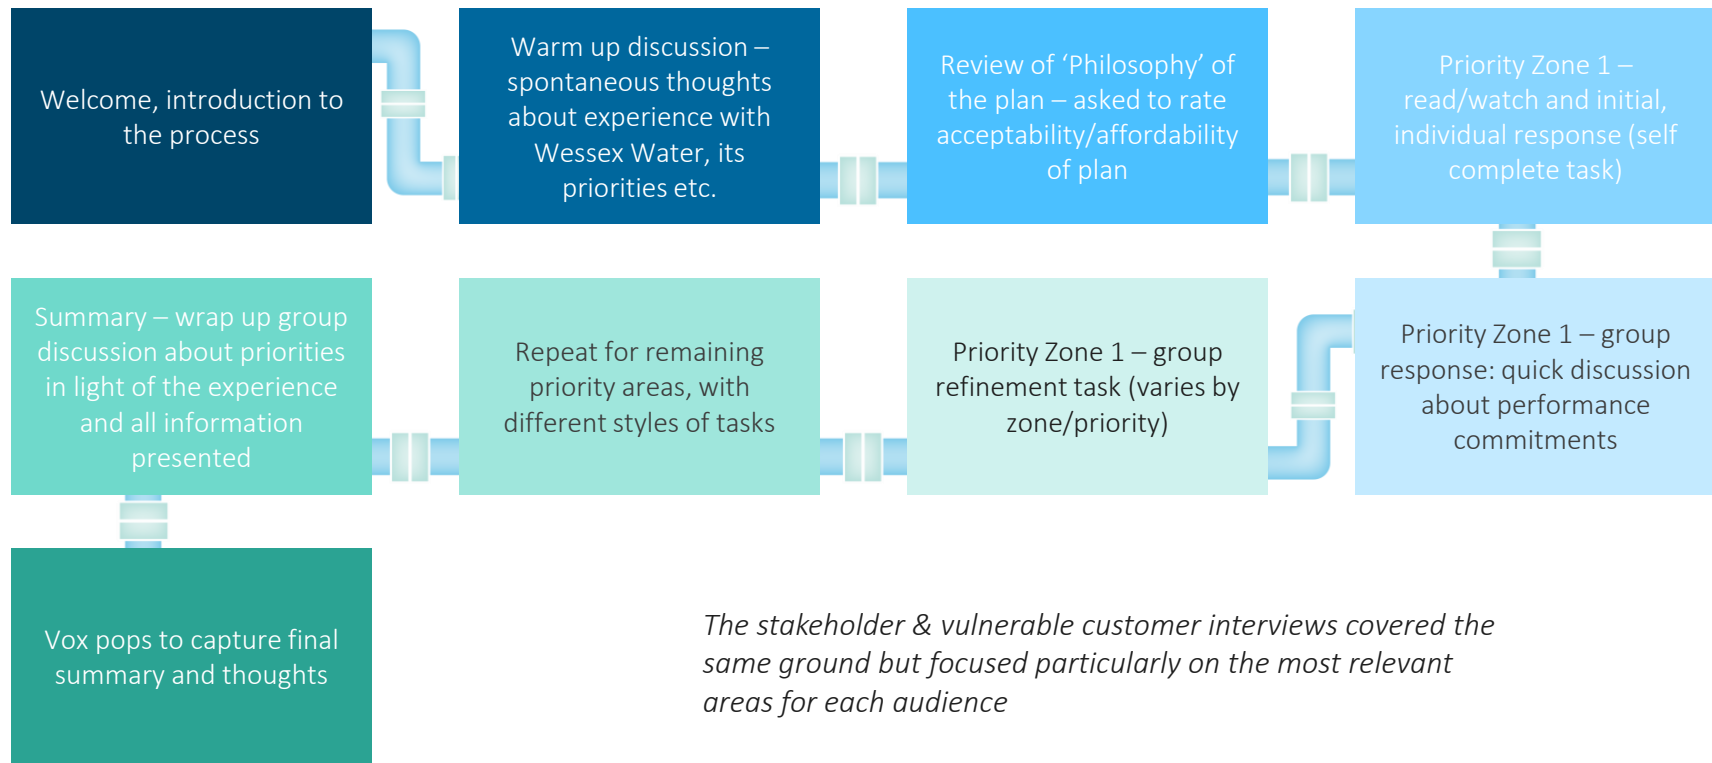 Welcome, introduction to
the process
Warm up discussion –
spontaneous thoughts
about experience with
Wessex Water, its
priorities etc.
Review of ‘Philosophy’ of
the plan – asked to rate
acceptability/affordability
of plan
Priority Zone 1 –
read/watch and initial,
individual response (self
complete task)
Priority Zone 1 – group
response: quick discussion
about performance
commitments
Priority Zone 1 – group
refinement task (varies by
zone/priority)
Repeat for remaining
priority areas, with
different styles of tasks
Summary – wrap up group
discussion about priorities
in light of the experience
and all information
presented
Vox pops to capture final
summary and thoughts
The stakeholder & vulnerable customer interviews covered the
same ground but focused particularly on the most relevant
areas for each audience